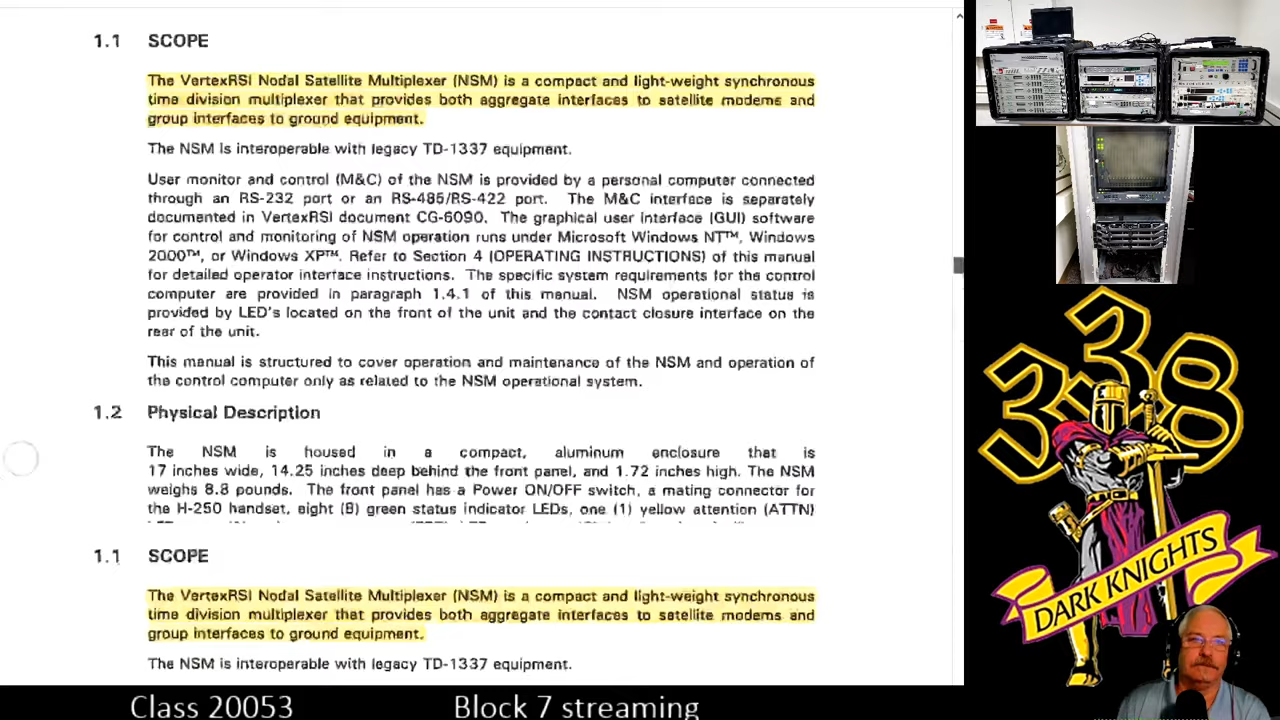 1.1 SCOPE
The VertexRSI Nodal Satellite Multiplexer (NSM) is a compact and light-weight synchronous
time division multiplexer that provides both aggregate interfaces to satellite modems and
group interfaces to ground equipment.
The NSM is interoperable with legacy TD-1337 equipment.
User monitor and control (M&C) of the NSM is provided by a personal computer connected
through an RS-232 port or an RS-485/RS-422 port. The M&C interface is separately
documented in VertexRSI document CG-6090. The graphical user interface (GUI) software
for control and monitoring of NSM operation runs under Microsoft Windows NT™, Windows
2000™, or Windows XP™. Refer to Section 4 (OPERATING INSTRUCTIONS) of this manual
for detailed operator interface instructions. The specific system requirements for the control
computer are provided in paragraph 1.4.1 of this manual. NSM operational status is
provided by LED's located on the front of the unit and the contact closure interface on the
rear of the unit.
This manual is structured to cover operation and maintenance of the NSM and operation of
the control computer only as related to the NSM operational system.
1.2 Physical Description
The NSM is housed in a compact, aluminum enclosure that is
17 inches wide, 14.25 inches deep behind the front panel, and 1.72 inches high. The NSM
weighs 8.8 pounds. The front panel has a Power ON/OFF switch, a mating connector for
the H-250 handset, eight (8) green status indicator LEDs, one (1) yellow attention (ATTN)
1.1 SCOPE
The VertexRSI Nodal Satellite Multiplexer (NSM) is a compact and light-weight synchronous
time division multiplexer that provides both aggregate interfaces to satellite modems and
group interfaces to ground equipment.
The NSM is interoperable with legacy TD-1337 equipment.
338
DARK KNIGHTS
Class 20053 Block 7 streaming